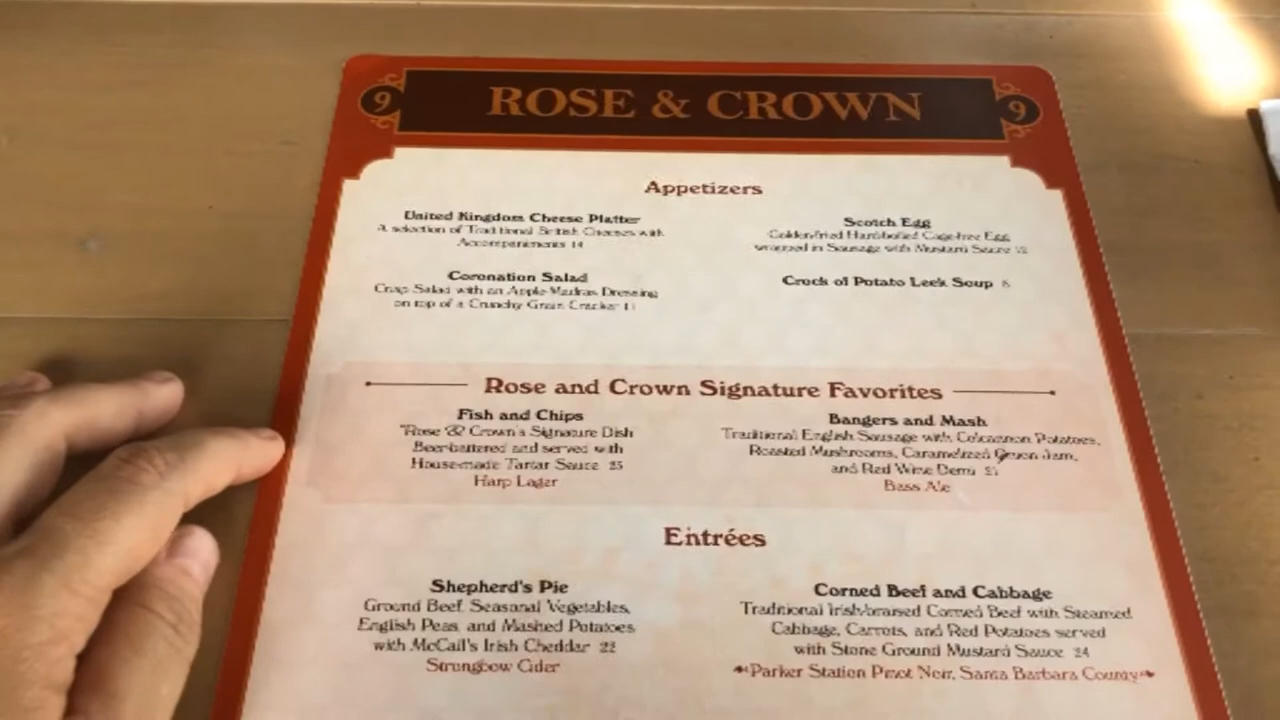 9 ROSE & CROWN 9
Appetizers
United Kingdom Cheese Platter
A selection of Traditional British Cheeses with
Accompaniments 14
Scotch Egg
Golden-fried Hard-boiled Cage-free Egg
wrapped in Sausage with Mustard Sauce 12
Coronation Salad
Crisp Salad with an Apple-Madras Dressing
on top of a Crunchy Grain Cracker 11
Crock of Potato Leek Soup
Rose and Crown Signature Favorites
Fish and Chips
"Rose & Crown's Signature Dish
Beer-battered and served with
House-made Tartar Sauce 25
Harp Lager
Bangers and Mash
Traditional English Sausage with Colcannon Potatoes,
Roasted Mushrooms, Caramelized Onion Jam,
and Red Wine Demi
Bass Ale
Entrées
Shepherd's Pie
Ground Beef, Seasonal Vegetables,
English Peas, and Mashed Potatoes
with McCall's Irish Cheddar 22
Strongbow Cider
Corned Beef and Cabbage
Traditional Irish-braised Corned Beef with Steamed
Cabbage, Carrots, and Red Potatoes served
with Stone Ground Mustard Sauce 24
Parker Station Pinot Noir, Santa Barbara County